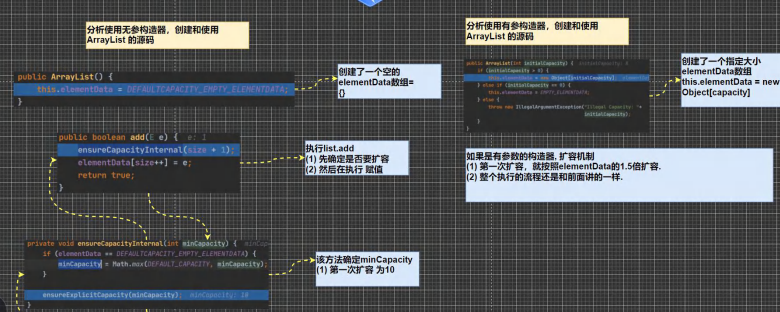 分析使用无参构造器，创建和使用
ArrayList 的源码
public ArrayList() {
this.elementData = DEFAULTCAPACITY_EMPTY_ELEMENTDATA;
}
创建了一个空的
elementData数组=
{}
public boolean add(E e) { e: 1
ensureCapacityInternal(size + 1);
elementData[size++] = e;
return true;
}
执行list.add
(1) 先确定是否要扩容
(2) 然后在执行 赋值
private void ensureCapacityInternal(int minCapacity) { minCap
if (elementData == DEFAULTCAPACITY_EMPTY_ELEMENTDATA) {
minCapacity = Math.max(DEFAULT_CAPACITY, minCapacity);
}
ensureExplicitCapacity(minCapacity); minCapacity: 10
}
该方法确定minCapacity
(1) 第一次扩容 为10
分析使用有参构造器，创建和使用
ArrayList 的源码
public ArrayList(int initialCapacity) {
if (initialCapacity > 0) {
this.elementData = new Object[initialCapacity];
} else if (initialCapacity == 0) {
this.elementData = EMPTY_ELEMENTDATA;
} else {
throw new IllegalArgumentException("Illegal Capacity: "+
initialCapacity);
}
}
创建了一个指定大小
elementData数组
this.elementData = new
Object[capacity]
如果是有参数的构造器. 扩容机制
(1) 第一次扩容，就按照elementData的1.5倍扩容.
(2) 整个执行的流程还是和前面讲的一样.